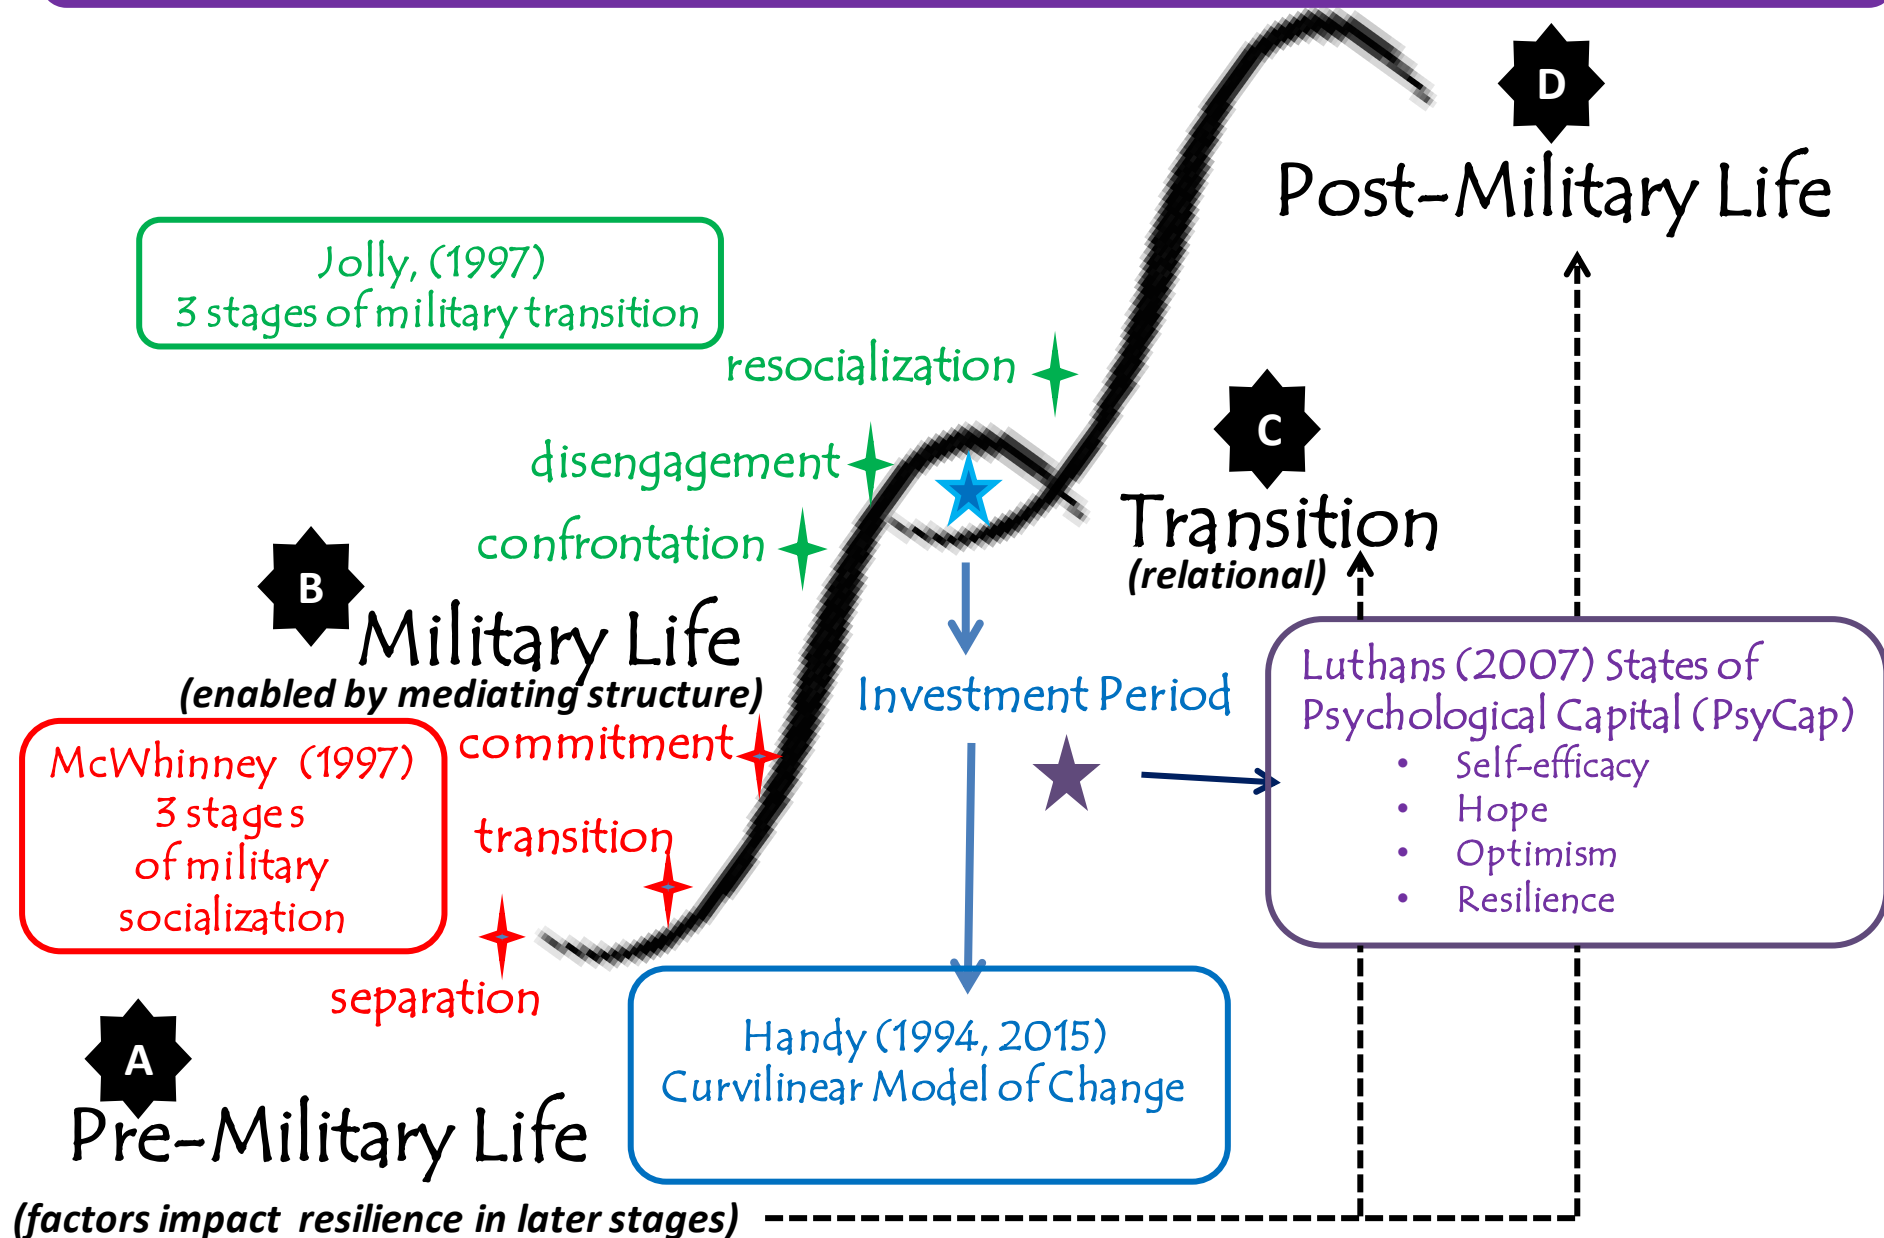 D
Post-Military Life
Jolly, (1997)
3 stages of military transition
resocialization
C
disengagement
Transition
(relational)
confrontation
B
Military Life
(enabled by mediating structure)
Investment Period
Luthans (2007) States of
Psychological Capital (PsyCap)
• Self-efficacy
• Hope
• Optimism
• Resilience
commitment
McWhinney (1997)
3 stages
of military
socialization
transition
separation
Handy (1994, 2015)
Curvilinear Model of Change
A
Pre-Military Life
(factors impact resilience in later stages)